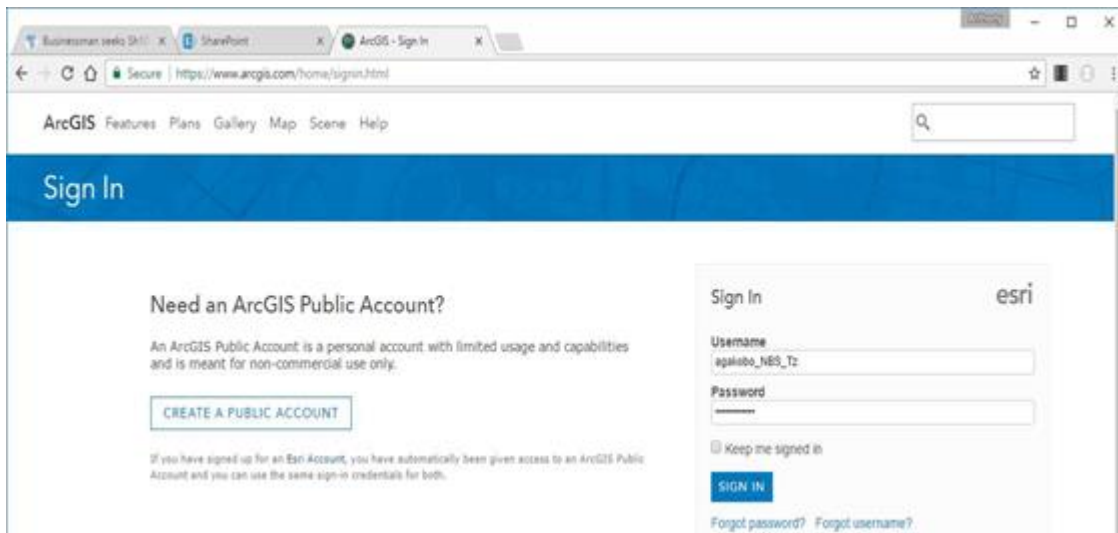 Businessman seeks Sh10
SharePoint
ArcGIS - Sign In
Secure | https://www.arcgis.com/home/signin.html
ArcGIS Features Plans Gallery Map Scene Help
Sign In
Need an ArcGIS Public Account?
An ArcGIS Public Account is a personal account with limited usage and capabilities
and is meant for non-commercial use only.
CREATE A PUBLIC ACCOUNT
If you have signed up for an Esri Account, you have automatically been given access to an ArcGIS Public
Account and you can use the same sign-in credentials for both.
Sign In
esri
Username
agakobo_NBS_Tz
Password
Keep me signed in
SIGN IN
Forgot password? Forgot username?